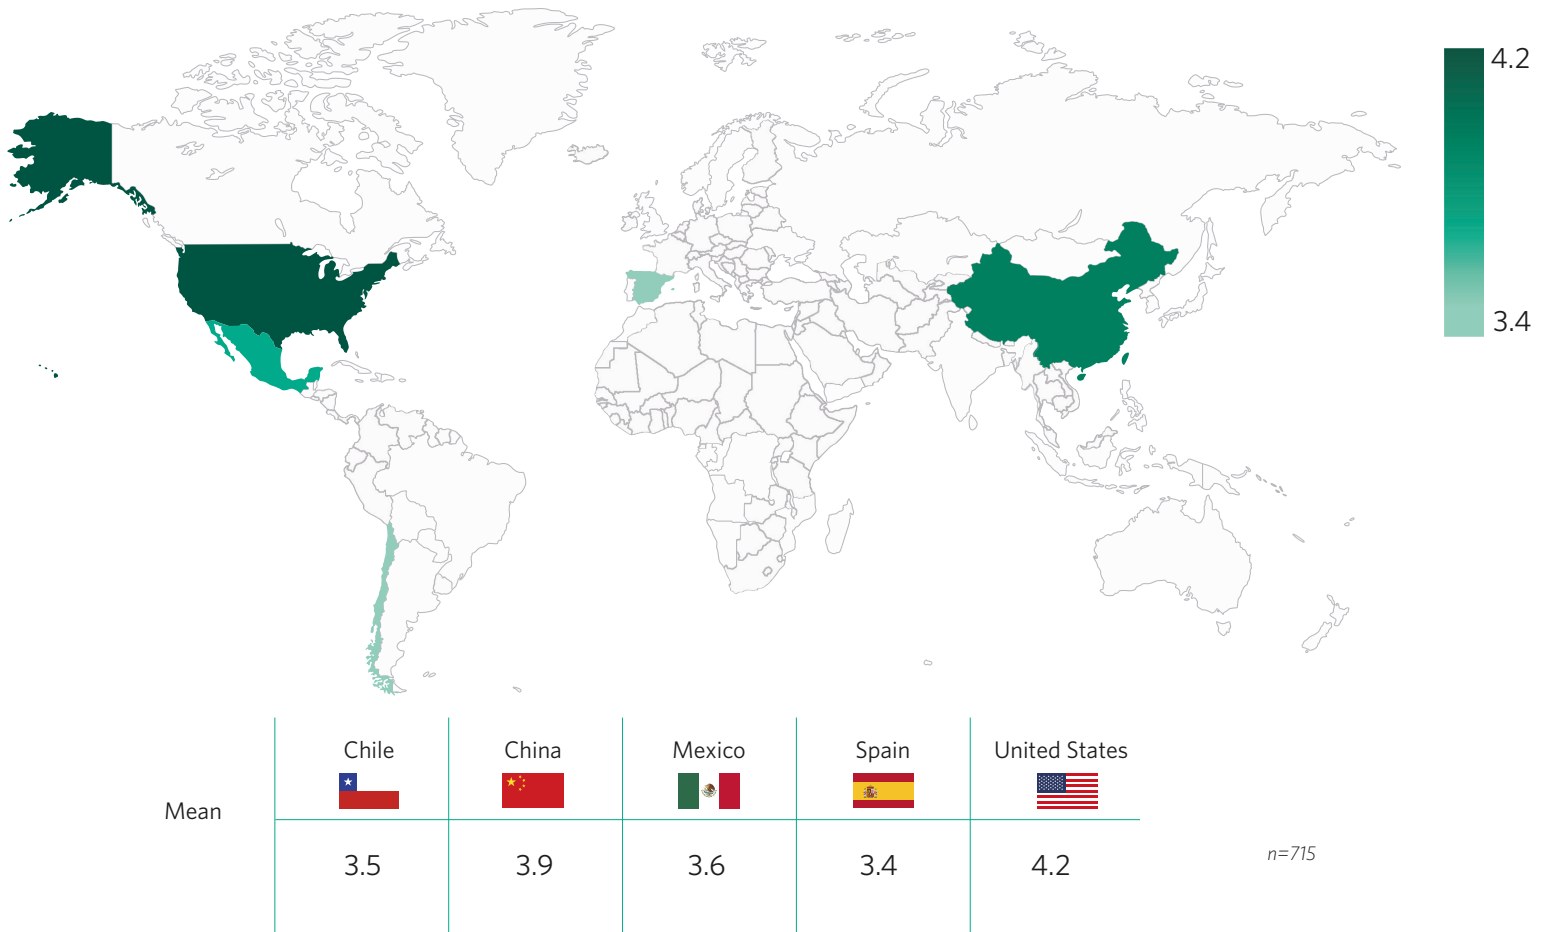 4.2
3.4
Chile China Mexico Spain United States
Mean
3.5 3.9 3.6 3.4 4.2
n=715